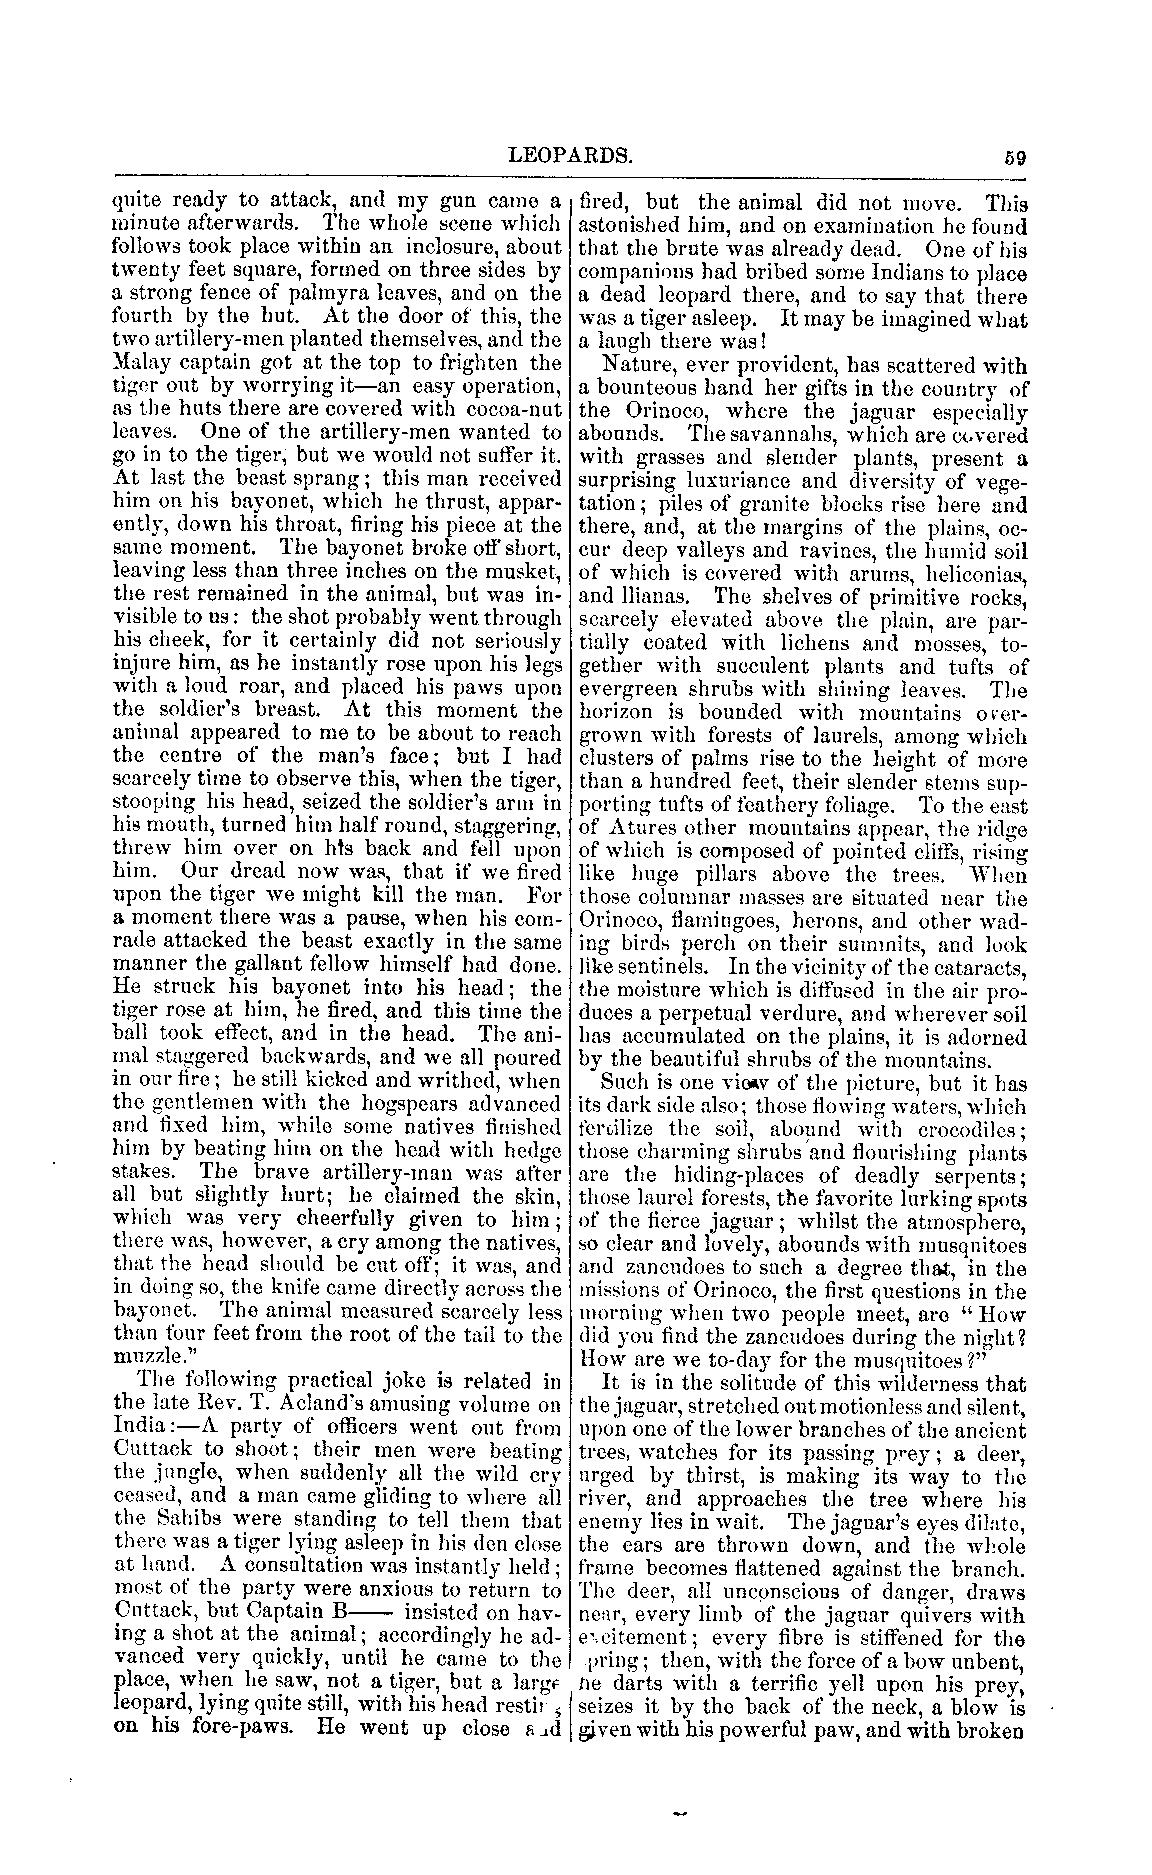 LEOPARDS. 59
quite ready to attack, and my gun came a
minute afterwards. The whole scene which
follows took place within an inclosure, about
twenty feet square, formed on three sides by
a strong fence of palmyra leaves, and on the
fourth by the hut. At the door of this, the
two artillery-men planted themselves, and the
Malay captain got at the top to frighten the
tiger out by worrying it—an easy operation,
as the huts there are covered with cocoa-nut
leaves. One of the artillery-men wanted to
go in to the tiger, but we would not suffer it.
At last the beast sprang; this man received
him on his bayonet, which he thrust, appar-
ently, down his throat, firing his piece at the
same moment. The bayonet broke off short,
leaving less than three inches on the musket,
the rest remained in the animal, but was in-
visible to us: the shot probably went through
his cheek, for it certainly did not seriously
injure him, as he instantly rose upon his legs
with a loud roar, and placed his paws upon
the soldier's breast. At this moment the
animal appeared to me to be about to reach
the centre of the man's face; but I had
scarcely time to observe this, when the tiger,
stooping his head, seized the soldier's arm in
his mouth, turned him half round, staggering,
threw him over on his back and fell upon
him. Our dread now was, that if we fired
upon the tiger we might kill the man. For
a moment there was a pause, when his com-
rade attacked the beast exactly in the same
manner the gallant fellow himself had done.
He struck his bayonet into his head; the
tiger rose at him, he fired, and this time the
ball took effect, and in the head. The ani-
mal staggered backwards, and we all poured
in our fire; he still kicked and writhed, when
the gentlemen with the hogspears advanced
and fixed him, while some natives finished
him by beating him on the head with hedge
stakes. The brave artillery-man was after
all but slightly hurt; he claimed the skin,
which was very cheerfully given to him;
there was, however, a cry among the natives,
that the head should be cut off; it was, and
in doing so, the knife came directly across the
bayonet. The animal measured scarcely less
than four feet from the root of the tail to the
muzzle."
The following practical joke is related in
the late Rev. T. Acland's amusing volume on
India:—A party of officers went out from
Cuttack to shoot; their men were beating
the jungle, when suddenly all the wild cry
ceased, and a man came gliding to where all
the Sahibs were standing to tell them that
there was a tiger lying asleep in his den close
at hand. A consultation was instantly held;
most of the party were anxious to return to
Cuttack, but Captain B—— insisted on hav-
ing a shot at the animal; accordingly he ad-
vanced very quickly, until he came to the
place, when he saw, not a tiger, but a large
leopard, lying quite still, with his head resting
on his fore-paws. He went up close and
fired, but the animal did not move. This
astonished him, and on examination he found
that the brute was already dead. One of his
companions had bribed some Indians to place
a dead leopard there, and to say that there
was a tiger asleep. It may be imagined what
a laugh there was!
Nature, ever provident, has scattered with
a bounteous hand her gifts in the country of
the Orinoco, where the jaguar especially
abounds. The savannahs, which are covered
with grasses and slender plants, present a
surprising luxuriance and diversity of vege-
tation; piles of granite blocks rise here and
there, and, at the margins of the plains, oc-
cur deep valleys and ravines, the humid soil
of which is covered with arums, heliconias,
and llianas. The shelves of primitive rocks,
scarcely elevated above the plain, are par-
tially coated with lichens and mosses, to-
gether with succulent plants and tufts of
evergreen shrubs with shining leaves. The
horizon is bounded with mountains over-
grown with forests of laurels, among which
clusters of palms rise to the height of more
than a hundred feet, their slender stems sup-
porting tufts of feathery foliage. To the east
of Atures other mountains appear, the ridge
of which is composed of pointed cliffs, rising
like huge pillars above the trees. When
those columnar masses are situated near the
Orinoco, flamingoes, herons, and other wad-
ing birds perch on their summits, and look
like sentinels. In the vicinity of the cataracts,
the moisture which is diffused in the air pro-
duces a perpetual verdure, and wherever soil
has accumulated on the plains, it is adorned
by the beautiful shrubs of the mountains.
Such is one view of the picture, but it has
its dark side also; those flowing waters, which
fertilize the soil, abound with crocodiles;
those charming shrubs and flourishing plants
are the hiding-places of deadly serpents;
those laurel forests, the favorite lurking spots
of the fierce jaguar; whilst the atmosphere,
so clear and lovely, abounds with musquitoes
and zancudoes to such a degree that, in the
missions of Orinoco, the first questions in the
morning when two people meet, are "How
did you find the zancudoes during the night?
How are we to-day for the musquitoes?"
It is in the solitude of this wilderness that
the jaguar, stretched out motionless and silent,
upon one of the lower branches of the ancient
trees, watches for its passing prey; a deer,
urged by thirst, is making its way to the
river, and approaches the tree where his
enemy lies in wait. The jaguar's eyes dilate,
the ears are thrown down, and the whole
frame becomes flattened against the branch.
The deer, all unconscious of danger, draws
near, every limb of the jaguar quivers with
excitement; every fibre is stiffened for the
spring; then, with the force of a bow unbent,
he darts with a terrific yell upon his prey,
seizes it by the back of the neck, a blow is
given with his powerful paw, and with broken